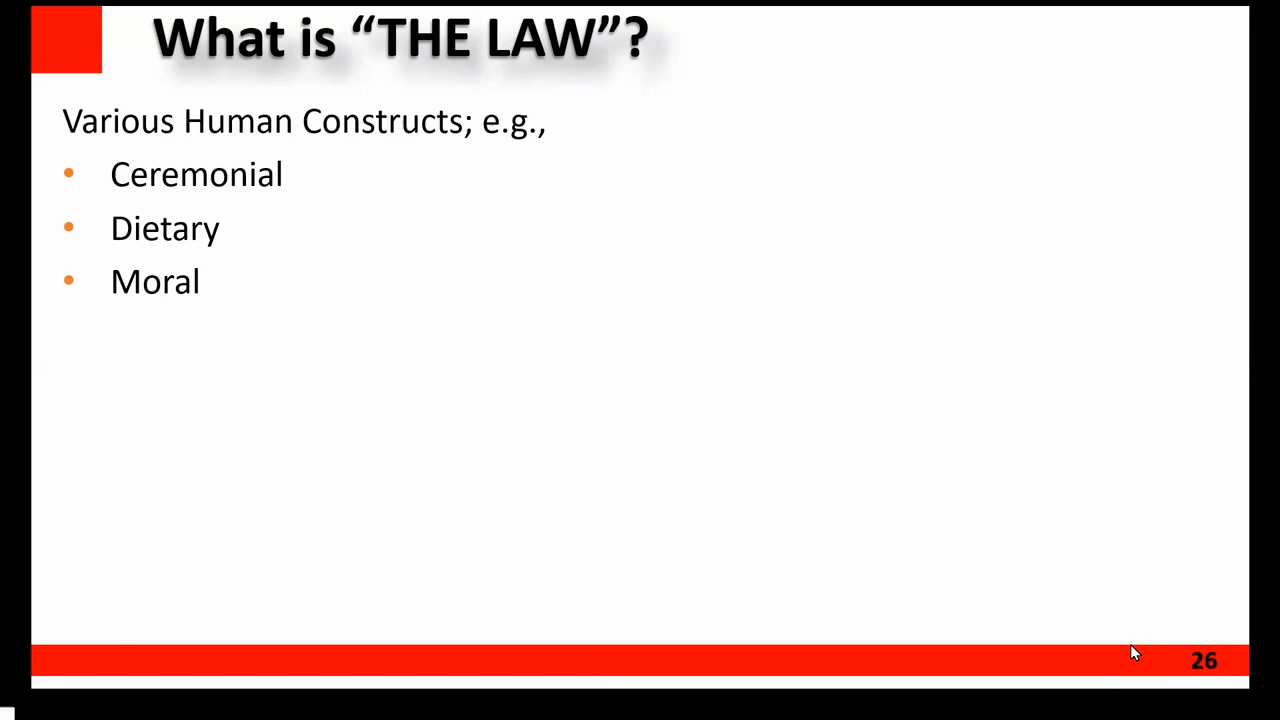 What is “THE LAW”?
Various Human Constructs; e.g.,
• Ceremonial
• Dietary
• Moral
26